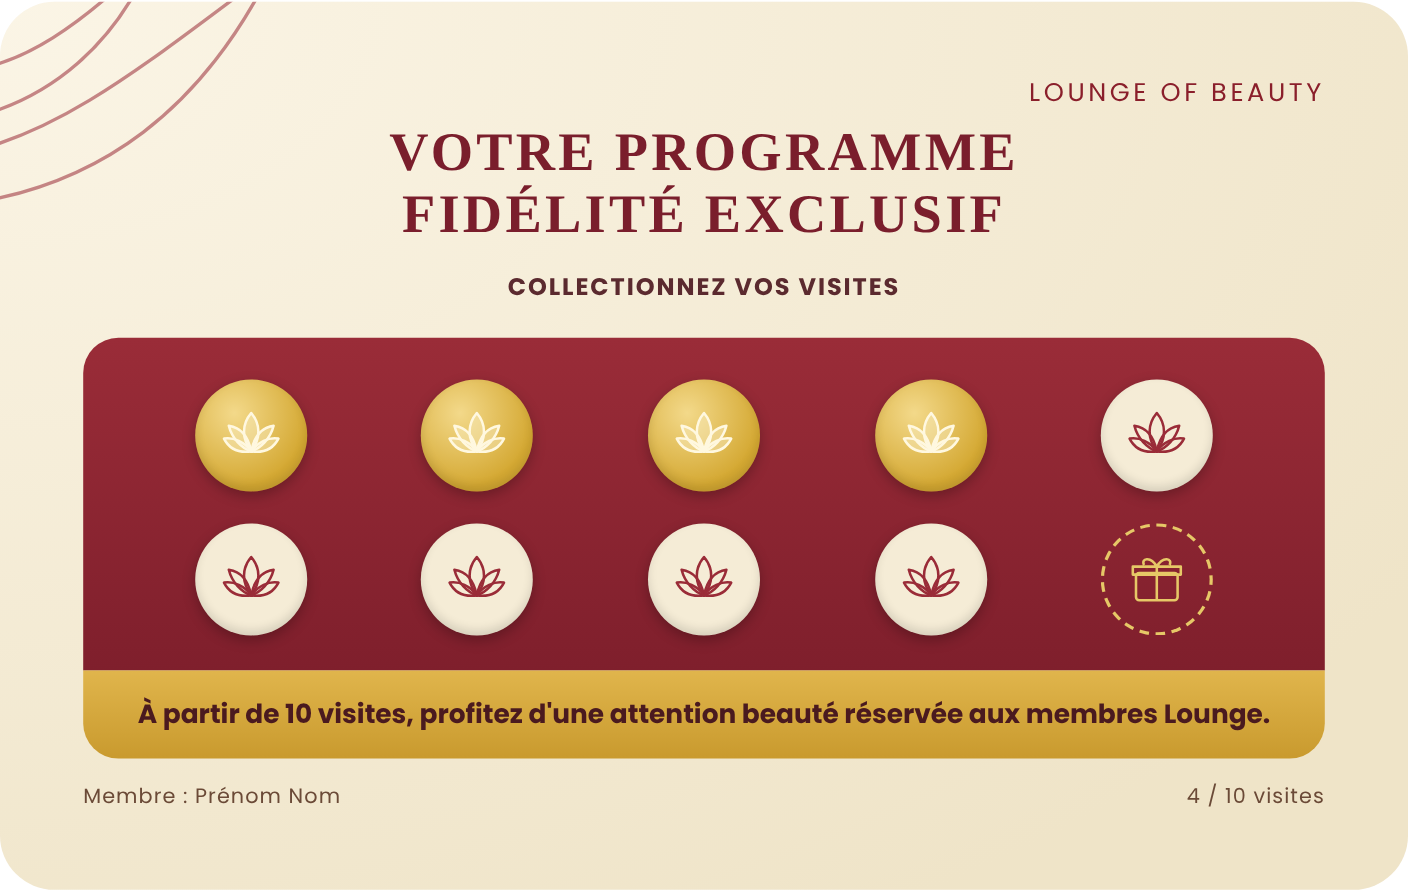 LOUNGE OF BEAUTY
VOTRE PROGRAMME
FIDÉLITÉ EXCLUSIF
COLLECTIONNEZ VOS VISITES
À partir de 10 visites, profitez d'une attention beauté réservée aux membres Lounge.
Membre : Prénom Nom
4 / 10 visites